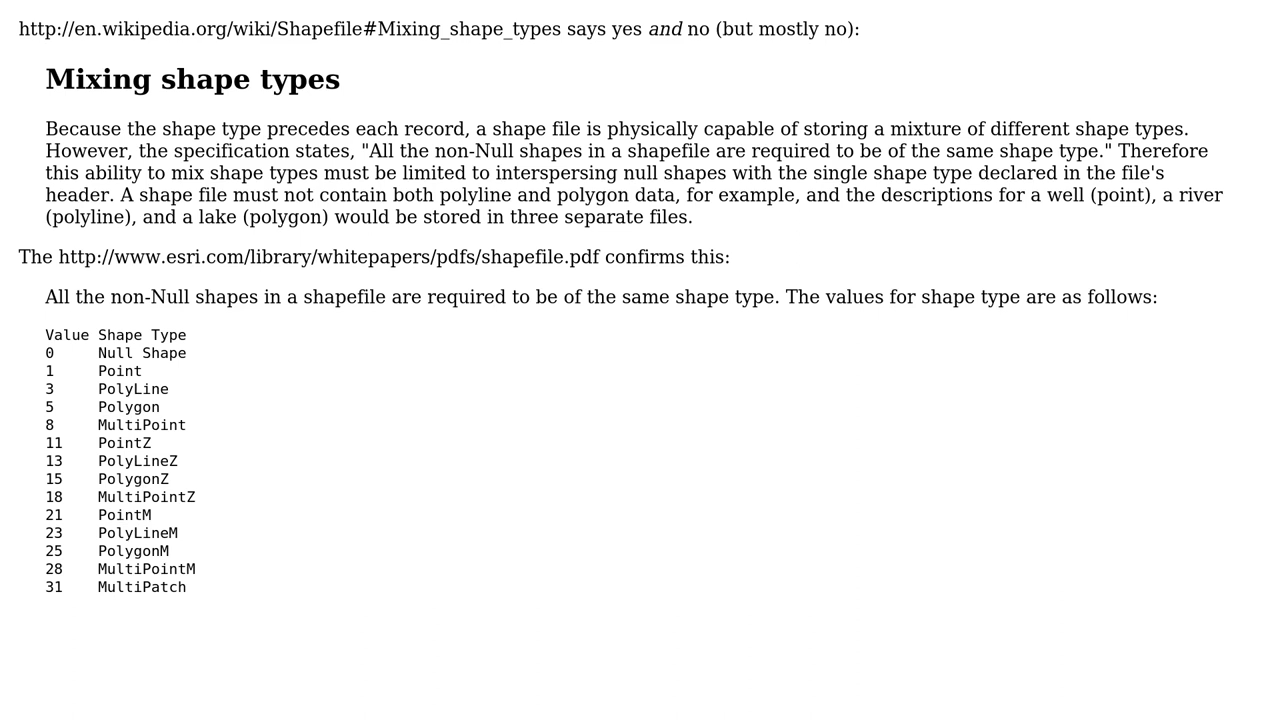 http://en.wikipedia.org/wiki/Shapefile#Mixing_shape_types says yes and no (but mostly no):
Mixing shape types
Because the shape type precedes each record, a shape file is physically capable of storing a mixture of different shape types.
However, the specification states, "All the non-Null shapes in a shapefile are required to be of the same shape type." Therefore
this ability to mix shape types must be limited to interspersing null shapes with the single shape type declared in the file's
header. A shape file must not contain both polyline and polygon data, for example, and the descriptions for a well (point), a river
(polyline), and a lake (polygon) would be stored in three separate files.
The http://www.esri.com/library/whitepapers/pdfs/shapefile.pdf confirms this:
All the non-Null shapes in a shapefile are required to be of the same shape type. The values for shape type are as follows:
Value Shape Type
0     Null Shape
1     Point
3     PolyLine
5     Polygon
8     MultiPoint
11    PointZ
13    PolyLineZ
15    PolygonZ
18    MultiPointZ
21    PointM
23    PolyLineM
25    PolygonM
28    MultiPointM
31    MultiPatch